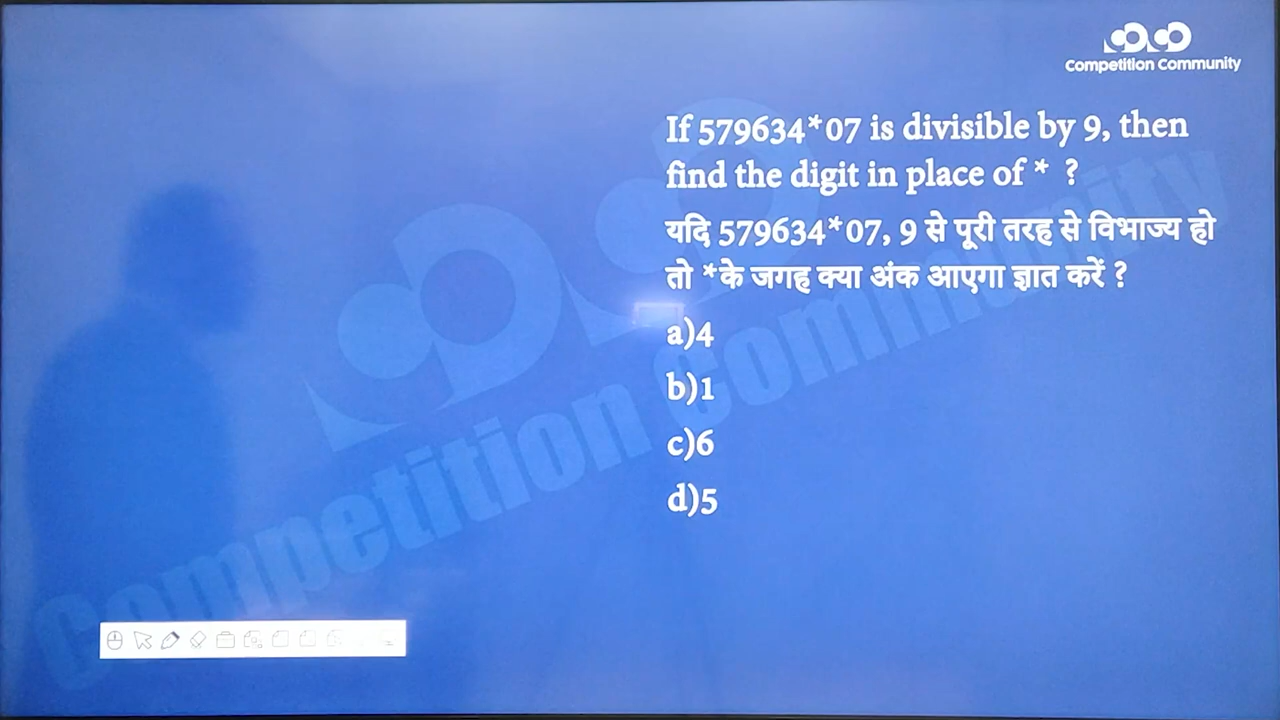 Competition Community
If 579634*07 is divisible by 9, then
find the digit in place of * ?
यदि 579634*07, 9 से पूरी तरह से विभाज्य हो
तो *के जगह क्या अंक आएगा ज्ञात करें ?
a)4
b)1
c)6
d)5
Competition Community